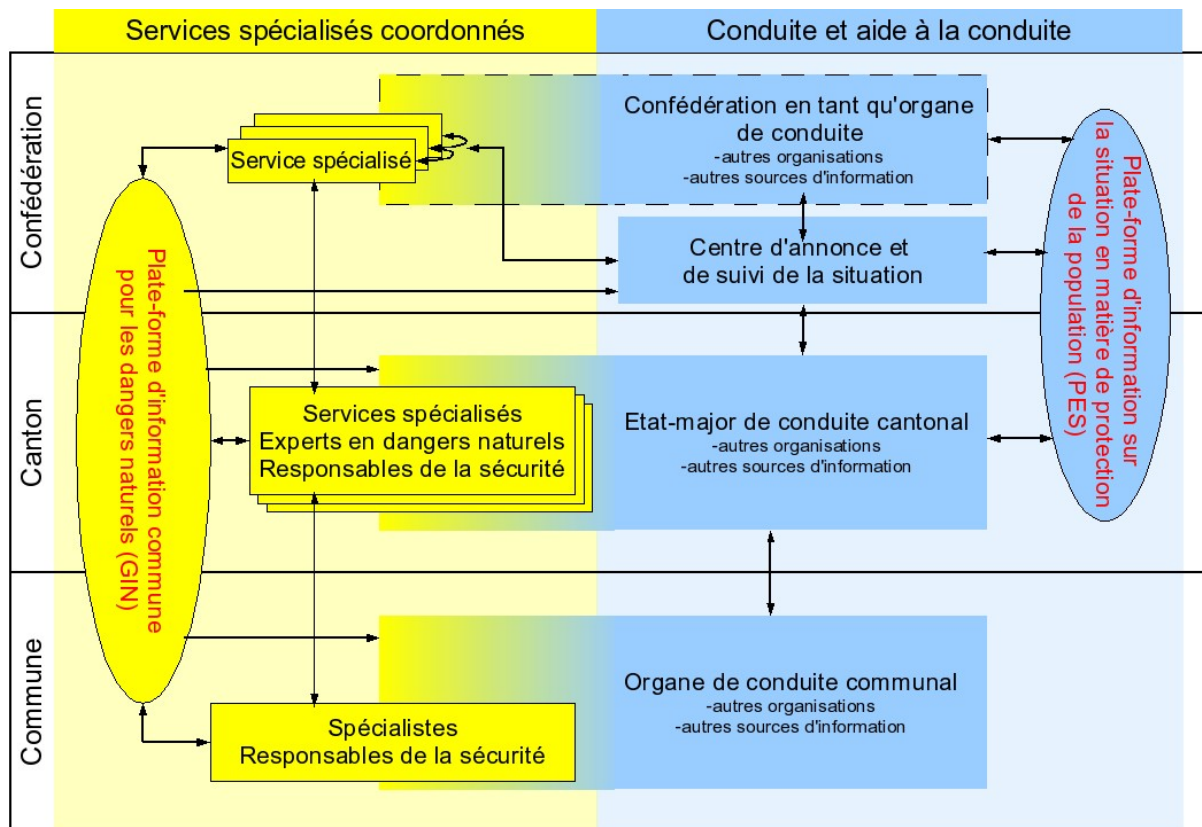 Services spécialisés coordonnés
Conduite et aide à la conduite
Confédération
Service spécialisé
Confédération en tant qu'organe
de conduite
-autres organisations
-autres sources d'information
Centre d'annonce et
de suivi de la situation
Plate-forme d'information commune
pour les dangers naturels (GIN)
Plate-forme d'information sur
la situation en matière de protection
de la population (PES)
Canton
Services spécialisés
Experts en dangers naturels
Responsables de la sécurité
Etat-major de conduite cantonal
-autres organisations
-autres sources d'information
Commune
Spécialistes
Responsables de la sécurité
Organe de conduite communal
-autres organisations
-autres sources d'information